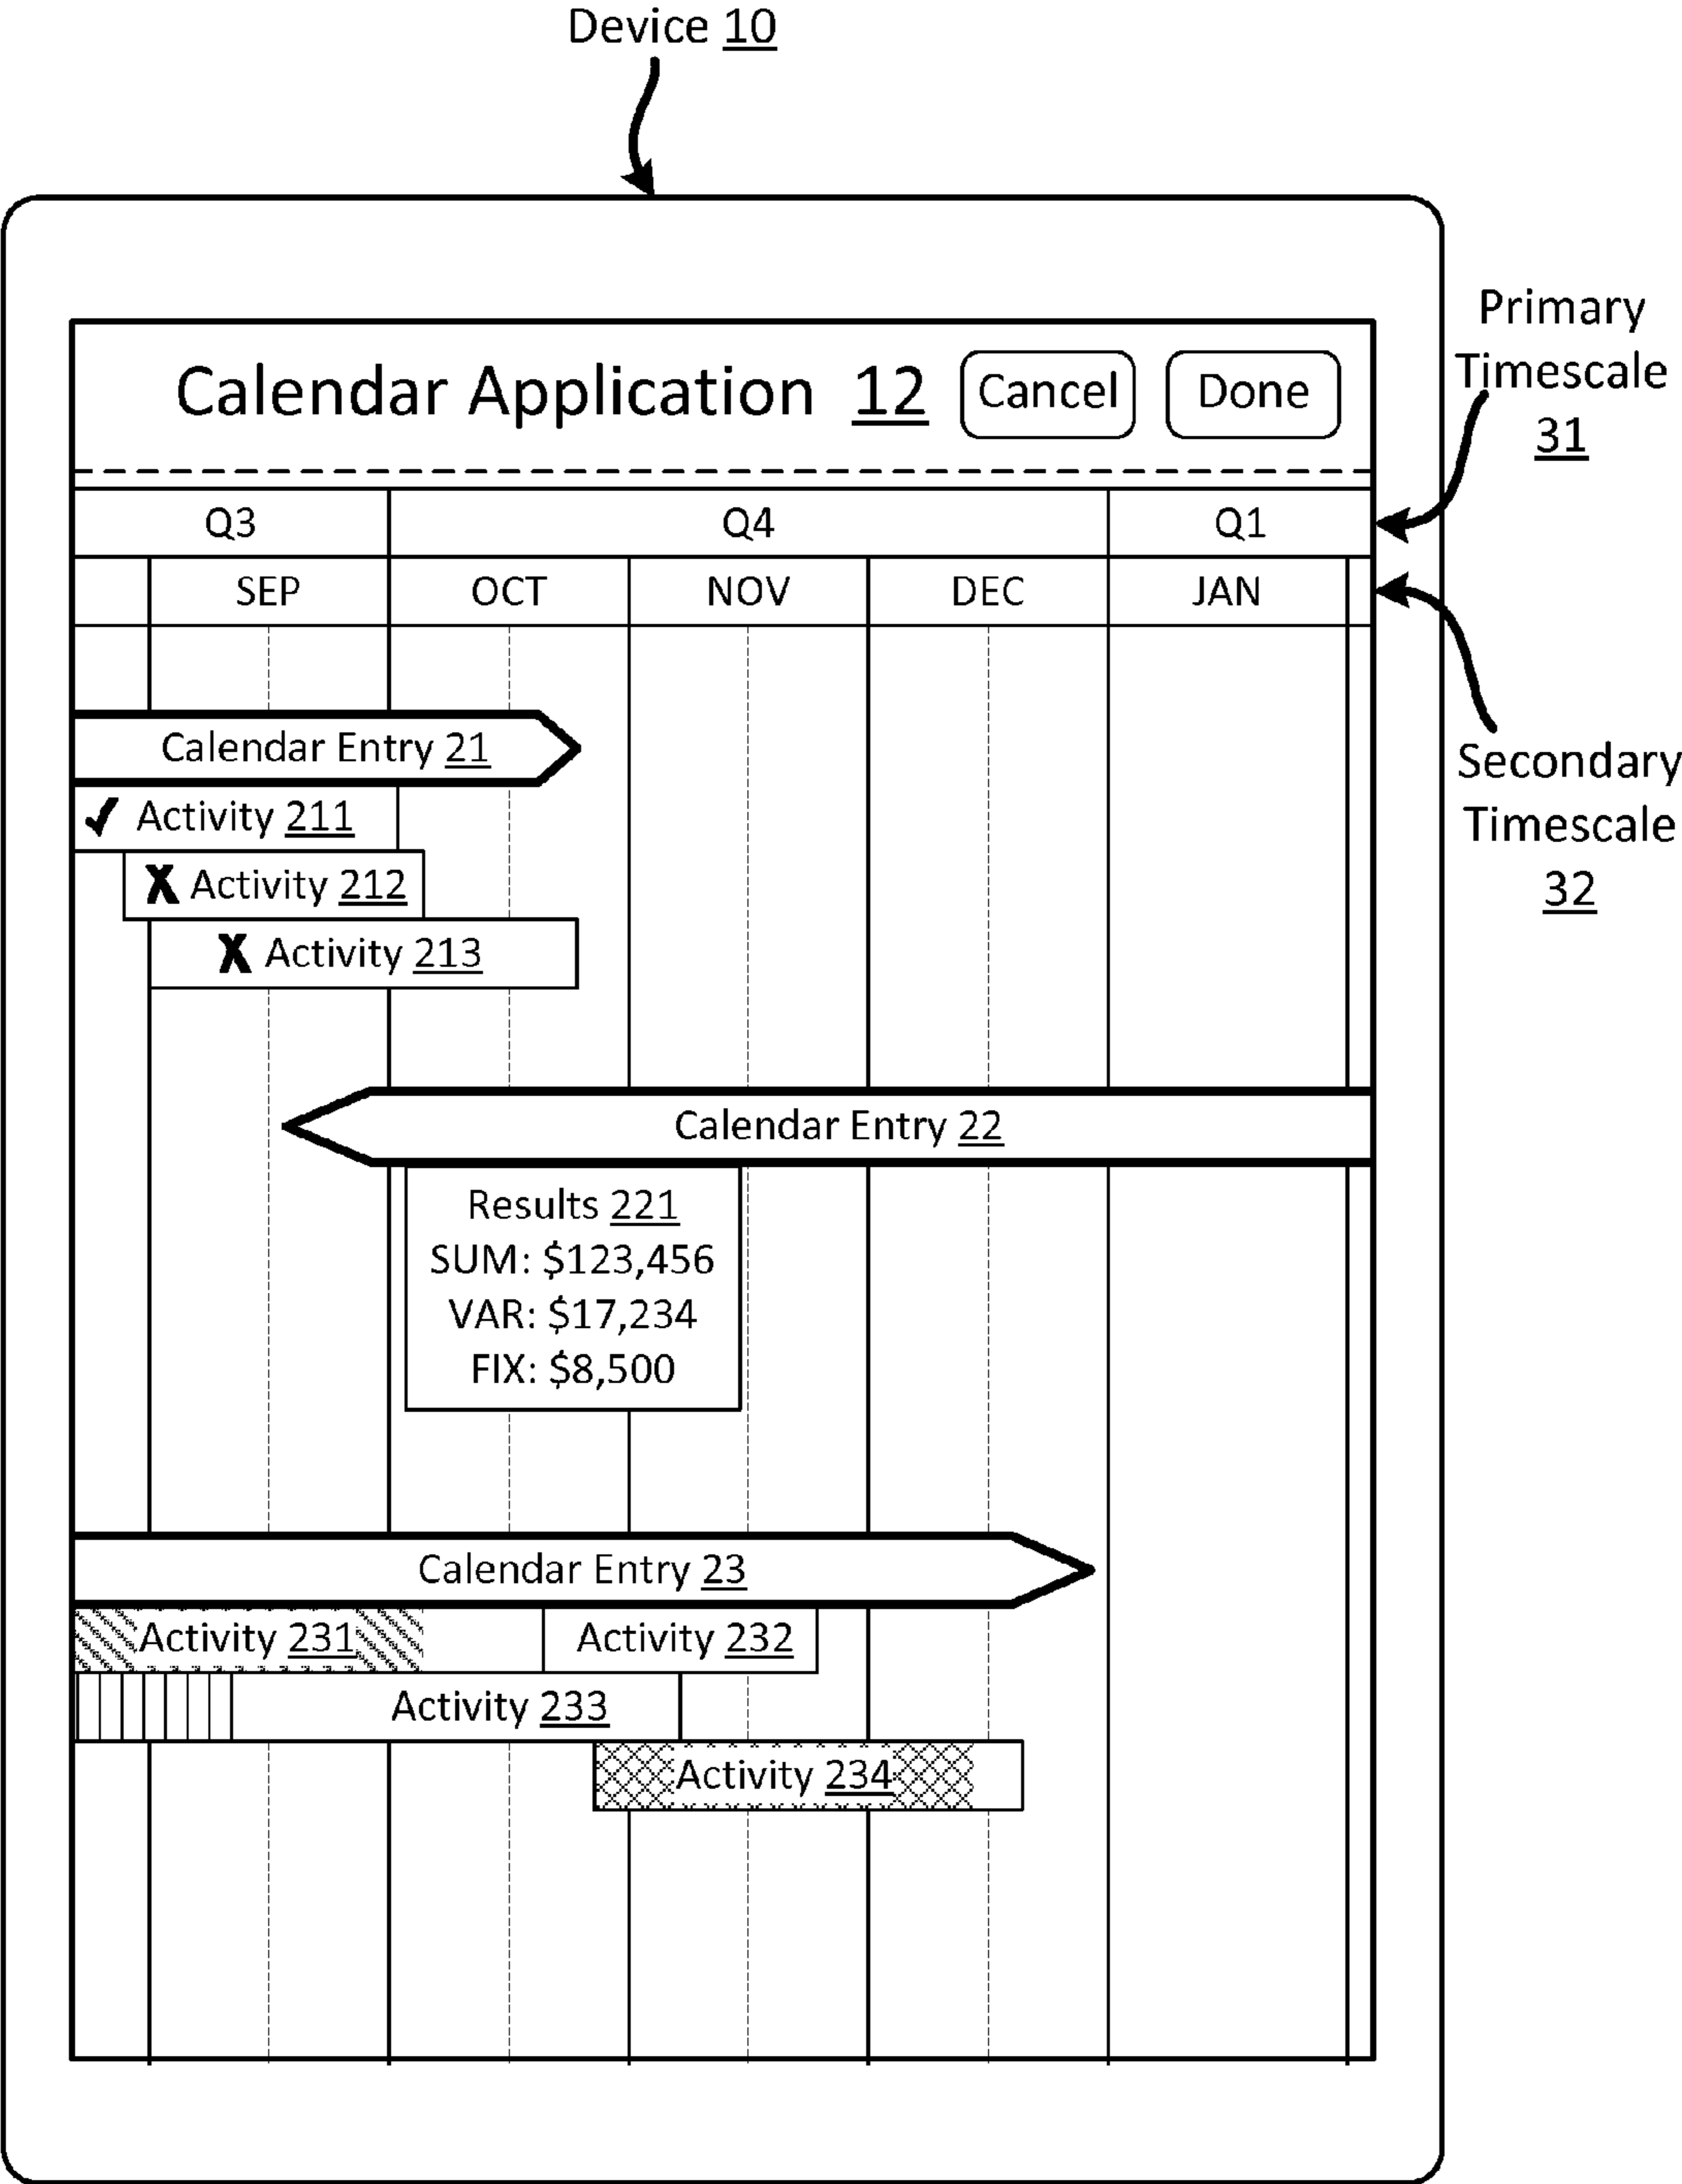 Device 10
Primary
Timescale
31
Calendar Application 12 Cancel Done
Q3 Q4 Q1
SEP OCT NOV DEC JAN
Secondary
Timescale
32
Calendar Entry 21
✓ Activity 211
X Activity 212
X Activity 213
Calendar Entry 22
Results 221
SUM: $123,456
VAR: $17,234
FIX: $8,500
Calendar Entry 23
Activity 231 Activity 232
Activity 233
Activity 234